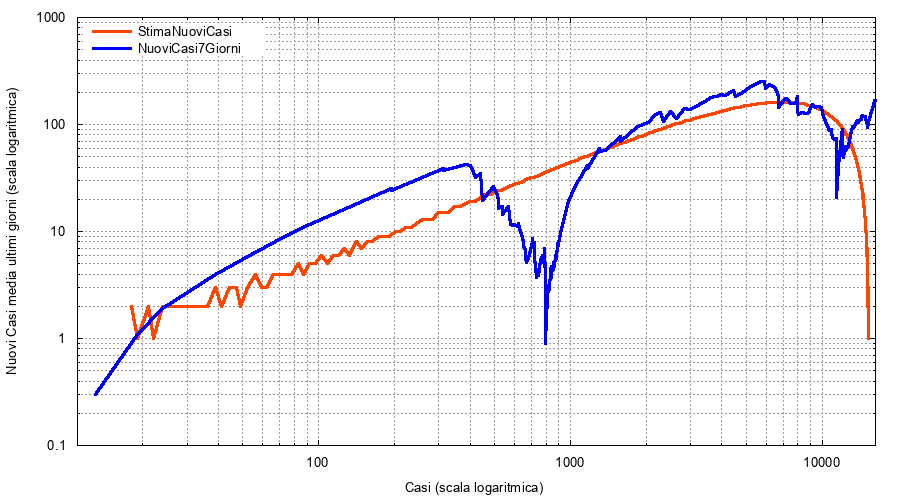 1000
100
10
1
0.1
StimaNuoviCasi
NuoviCasi7Giorni
Nuovi Casi media ultimi giorni (scala logaritmica)
100
1000
10000
Casi (scala logaritmica)